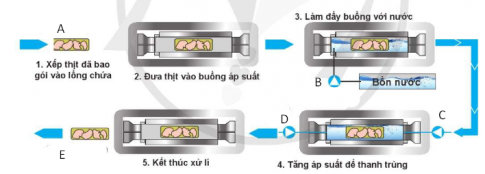 A
1. Xếp thịt đã bao
gói vào lồng chứa
2. Đưa thịt vào buồng áp suất
3. Làm đầy buồng với nước
B
Bồn nước
C
4. Tăng áp suất để thanh trùng
D
5. Kết thúc xử lí
E